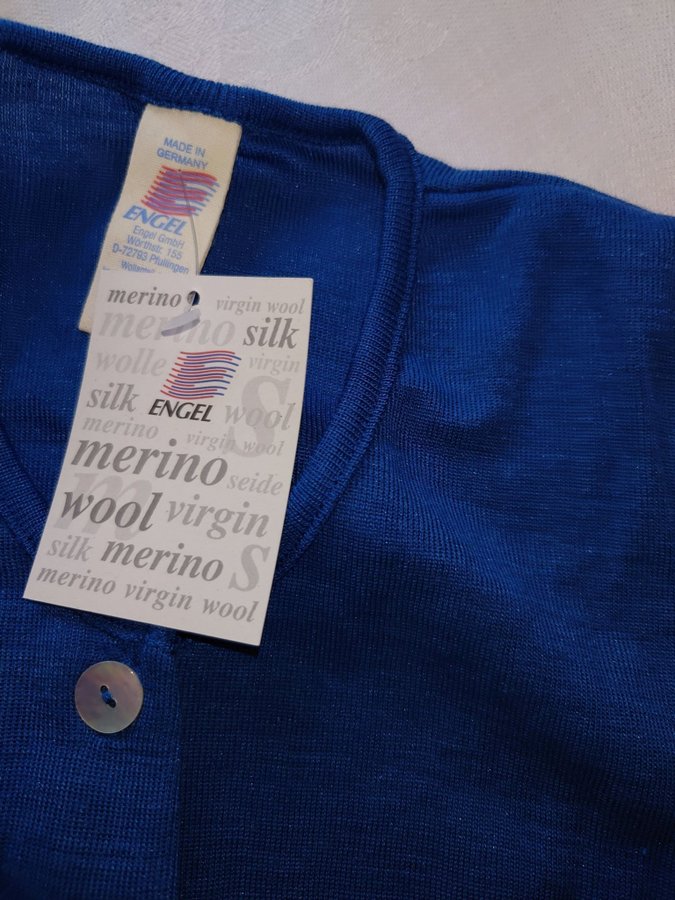 MADE IN
GERMANY
ENGEL
Engel GmbH
Wörthstr. 155
D-72793 Pfullingen
merino virgin wool
merino silk
wolle virgin
ENGEL
silk wool
merino virgin wool
merino seide
m wool virgin
silk merino S
merino virgin wool
S